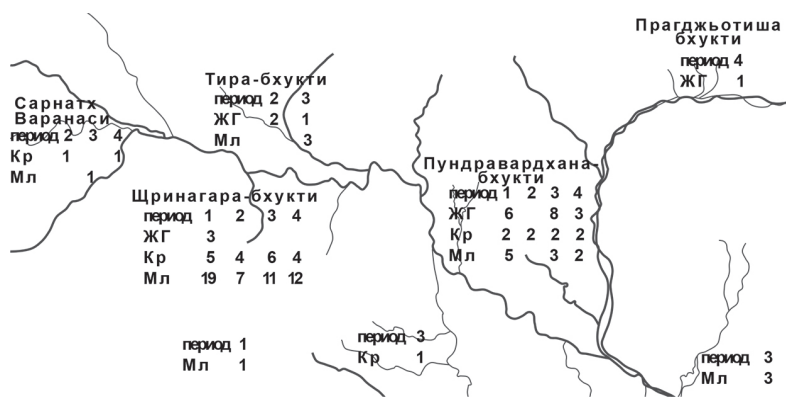 Прагджьотиша
бхукти
период 4
ЖГ 1
Тира-бхукти
период 2 3
ЖГ 2 1
Мл 3
Сарнатх
Варанаси
период 2 3 4
Кр 1 1
Мл 1
Пундравардхана-
бхукти
период 1 2 3 4
ЖГ 6 8 3
Кр 2 2 2 2
Мл 5 3 2
Щринагара-бхукти
период 1 2 3 4
ЖГ 3
Кр 5 4 6 4
Мл 19 7 11 12
период 1
Мл 1
период 3
Кр 1
период 3
Мл 3